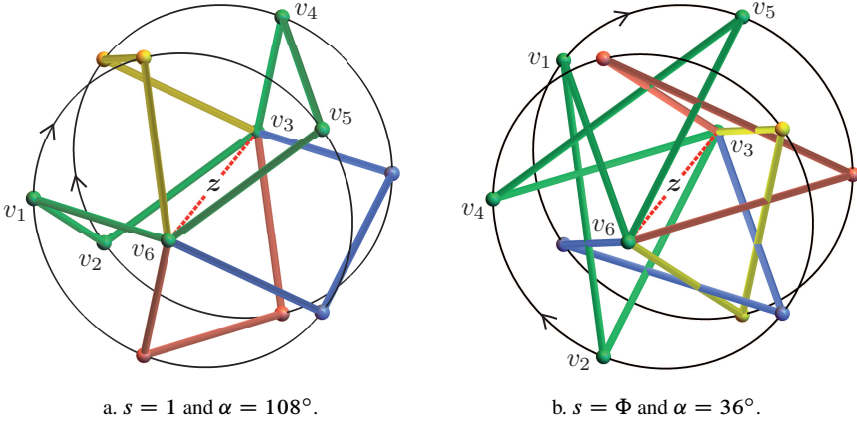 v4
v5
v3
v5
z
v1
v2
v6
v1
v3
z
v4
v6
v2
a. s = 1 and α = 108°.
b. s = Φ and α = 36°.